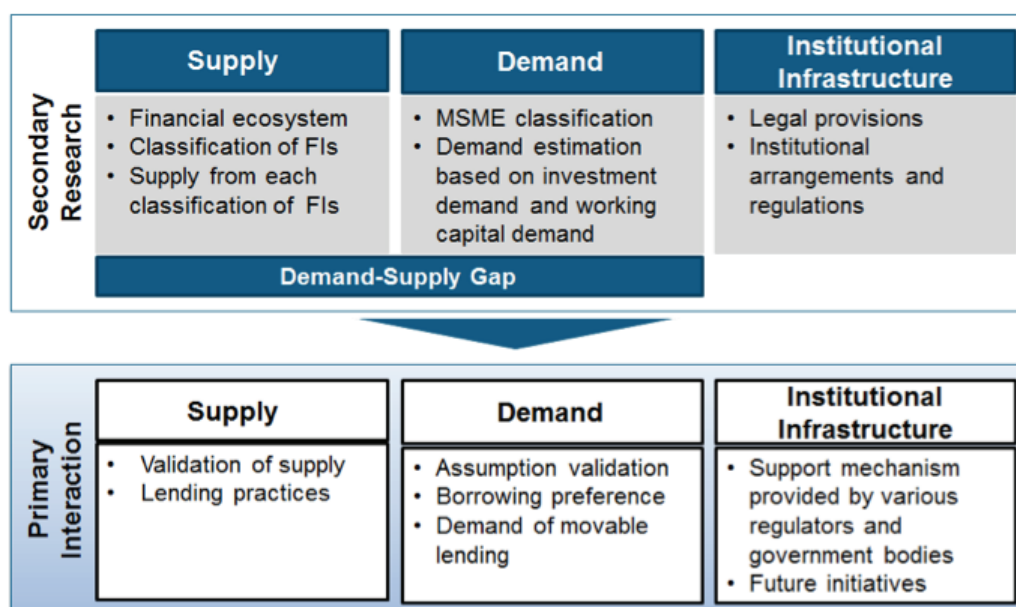 Secondary
Research
Supply
• Financial ecosystem
• Classification of FIs
• Supply from each
classification of FIs
Demand
• MSME classification
• Demand estimation
based on investment
demand and working
capital demand
Institutional
Infrastructure
• Legal provisions
• Institutional
arrangements and
regulations
Demand-Supply Gap
Primary
Interaction
Supply
• Validation of supply
• Lending practices
Demand
• Assumption validation
• Borrowing preference
• Demand of movable
lending
Institutional
Infrastructure
• Support mechanism
provided by various
regulators and
government bodies
• Future initiatives